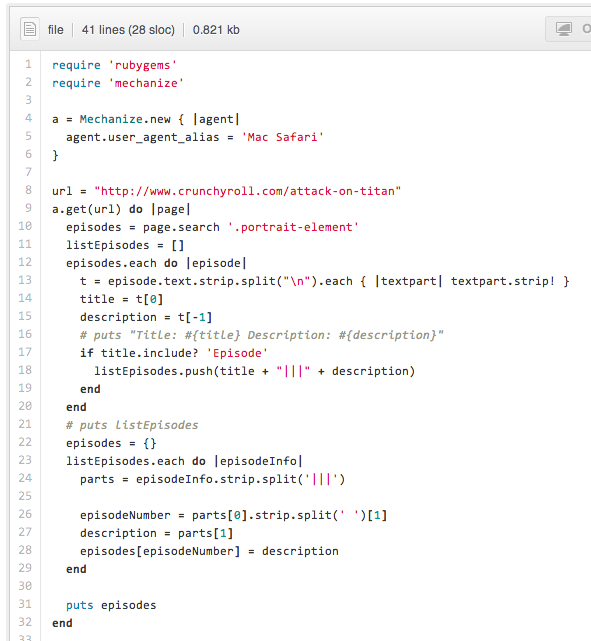 file | 41 lines (28 sloc) | 0.821 kb
1 require 'rubygems'
2 require 'mechanize'
3
4 a = Mechanize.new { |agent|
5   agent.user_agent_alias = 'Mac Safari'
6 }
7
8 url = "http://www.crunchyroll.com/attack-on-titan"
9 a.get(url) do |page|
10   episodes = page.search '.portrait-element'
11   listEpisodes = []
12   episodes.each do |episode|
13     t = episode.text.strip.split("\n").each { |textpart| textpart.strip! }
14     title = t[0]
15     description = t[-1]
16     # puts "Title: #{title} Description: #{description}"
17     if title.include? 'Episode'
18       listEpisodes.push(title + "|||" + description)
19     end
20   end
21   # puts listEpisodes
22   episodes = {}
23   listEpisodes.each do |episodeInfo|
24     parts = episodeInfo.strip.split('|||')
25
26     episodeNumber = parts[0].strip.split(' ')[1]
27     description = parts[1]
28     episodes[episodeNumber] = description
29   end
30
31   puts episodes
32 end
33